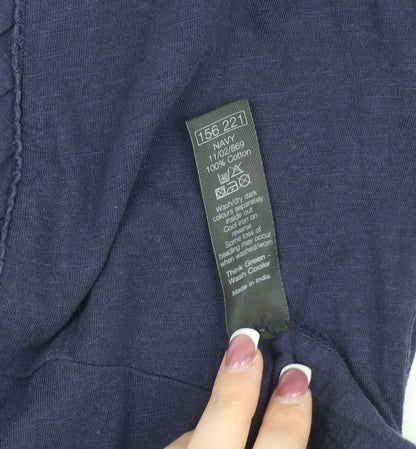 156 221
NAVY
11/02/869
100% Cotton
Wash/dry dark
colours separately
inside out
Cool iron on
reverse
Some loss of
beading may occur
when washed/worn
Think Green -
Wash Cooler
Made in India